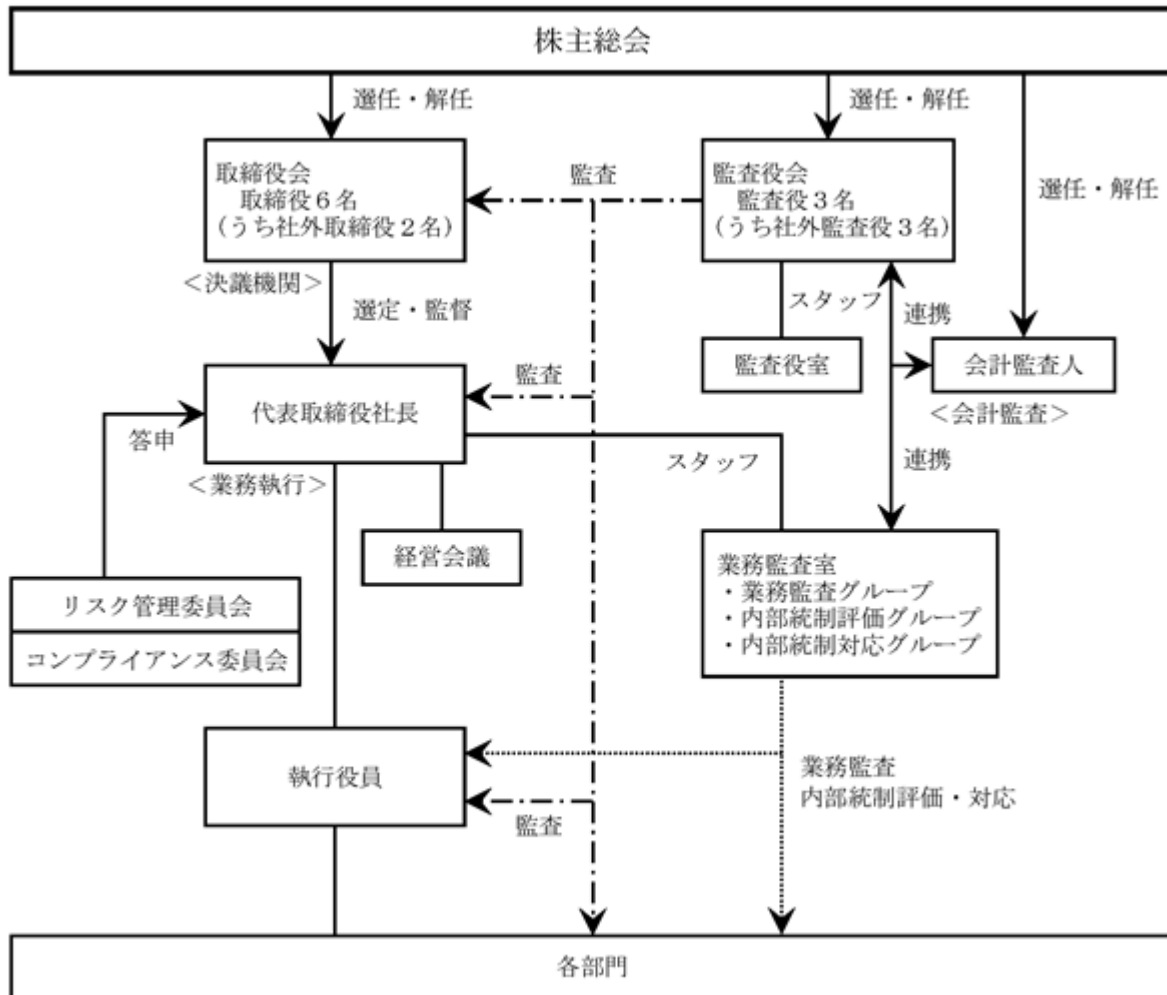 株主総会
選任・解任
選任・解任
選任・解任
取締役会
取締役6名
(うち社外取締役2名)
監査
監査役会
監査役3名
(うち社外監査役3名)
<決議機関>
選定・監督
スタッフ
連携
監査役室
会計監査人
<会計監査>
代表取締役社長
監査
答申
<業務執行>
スタッフ
連携
経営会議
業務監査室
・業務監査グループ
・内部統制評価グループ
・内部統制対応グループ
リスク管理委員会
コンプライアンス委員会
執行役員
監査
業務監査
内部統制評価・対応
各部門